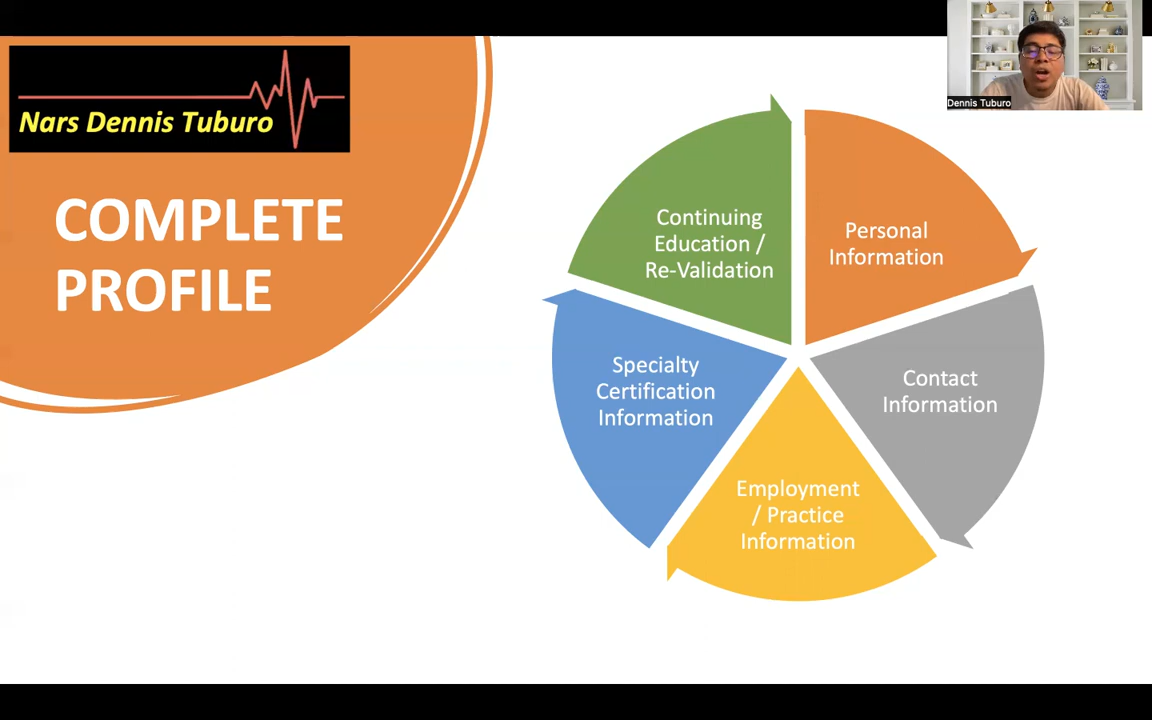 Nars Dennis Tuburo
COMPLETE
PROFILE
Dennis Tuburo
Personal
Information
Contact
Information
Employment
/ Practice
Information
Specialty
Certification
Information
Continuing
Education /
Re-Validation